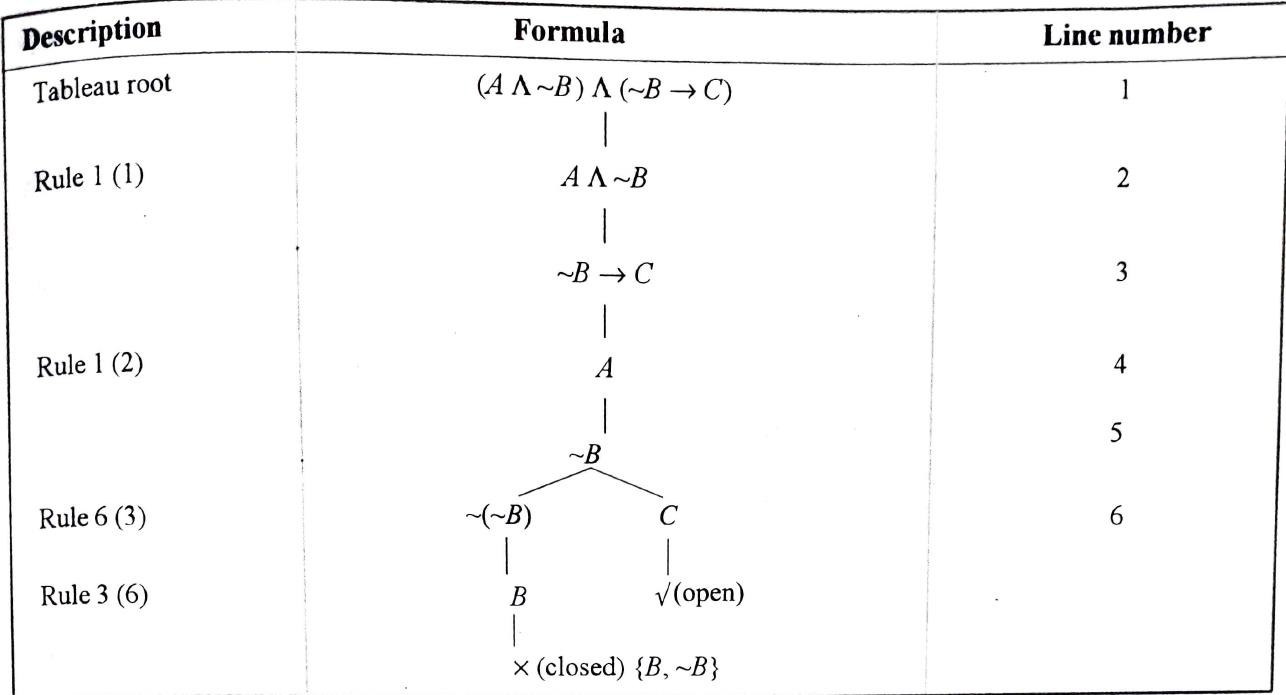 Description Formula Line number
Tableau root (A Λ ~B) Λ (~B → C) 1
Rule 1 (1) A Λ ~B 2
~B → C 3
Rule 1 (2) A 4
5
~B
Rule 6 (3) ~(~B) C 6
Rule 3 (6) B √(open)
× (closed) {B, ~B}